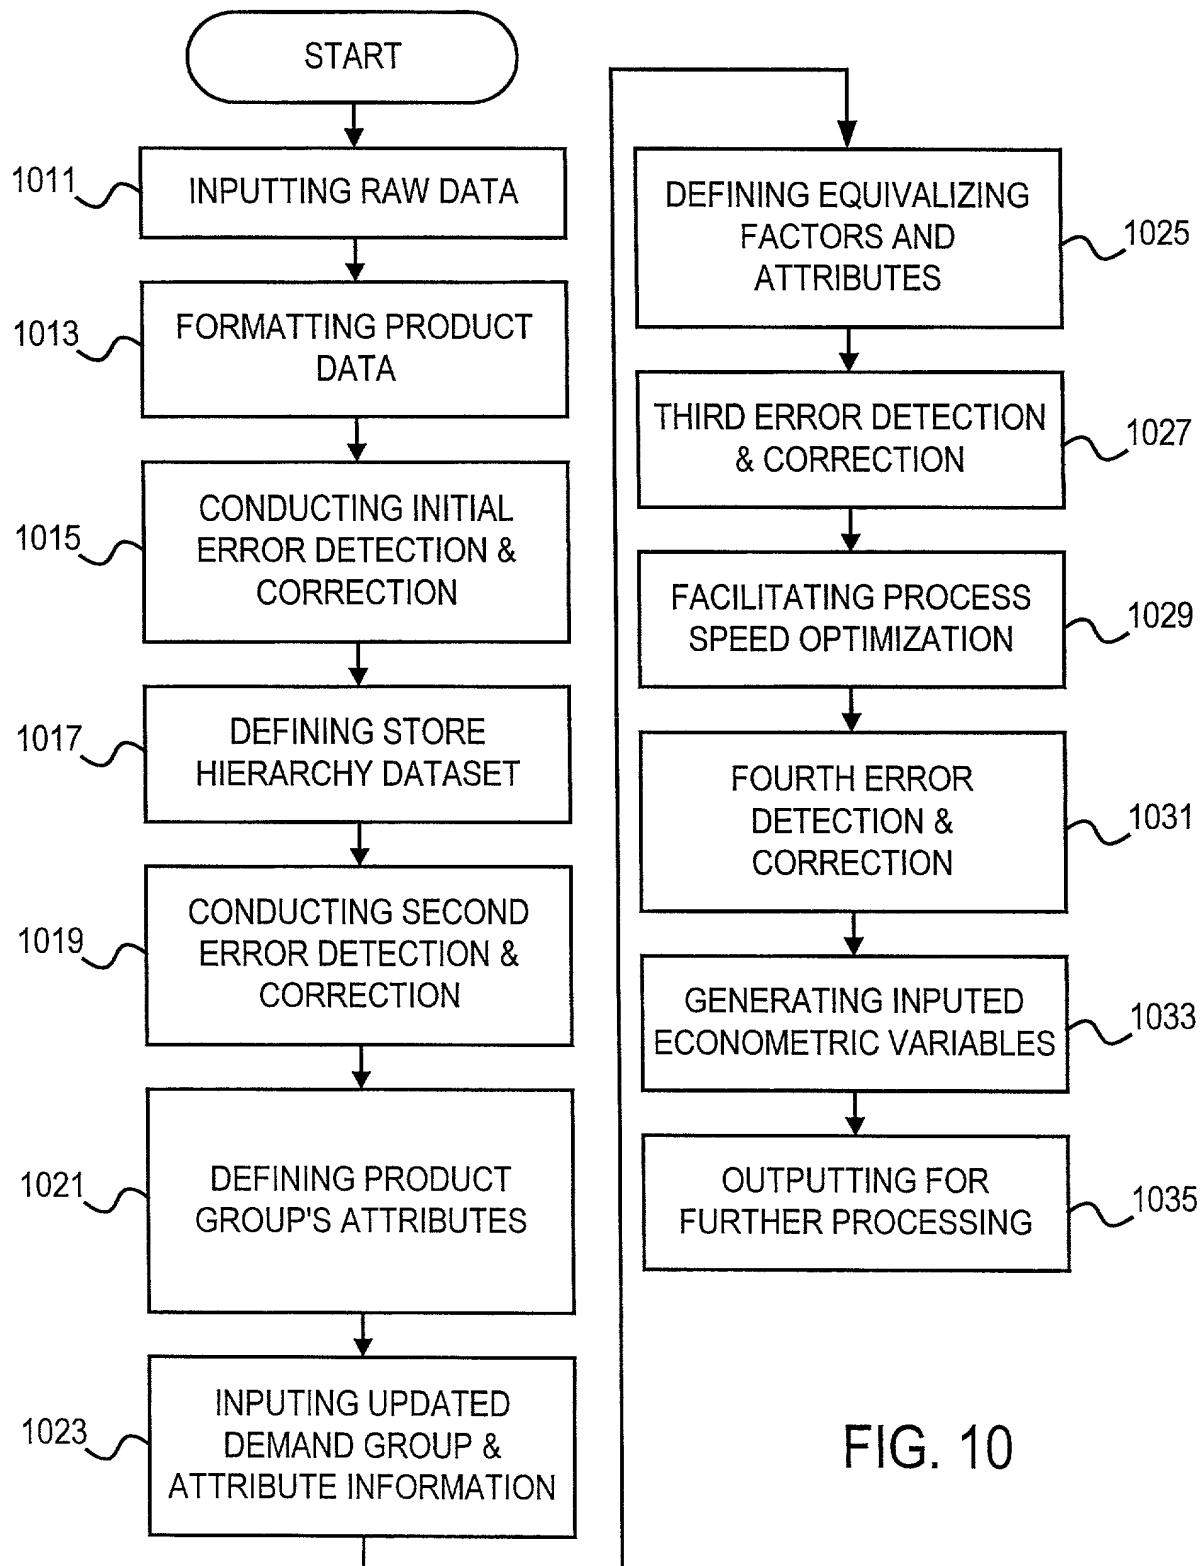 START
1011
INPUTTING RAW DATA
1013
FORMATTING PRODUCT
DATA
1015
CONDUCTING INITIAL
ERROR DETECTION &
CORRECTION
1017
DEFINING STORE
HIERARCHY DATASET
1019
CONDUCTING SECOND
ERROR DETECTION &
CORRECTION
1021
DEFINING PRODUCT
GROUP'S ATTRIBUTES
1023
INPUTING UPDATED
DEMAND GROUP &
ATTRIBUTE INFORMATION
DEFINING EQUIVALIZING
FACTORS AND
ATTRIBUTES
1025
THIRD ERROR DETECTION
& CORRECTION
1027
FACILITATING PROCESS
SPEED OPTIMIZATION
1029
FOURTH ERROR
DETECTION &
CORRECTION
1031
GENERATING INPUTED
ECONOMETRIC VARIABLES
1033
OUTPUTTING FOR
FURTHER PROCESSING
1035
FIG. 10